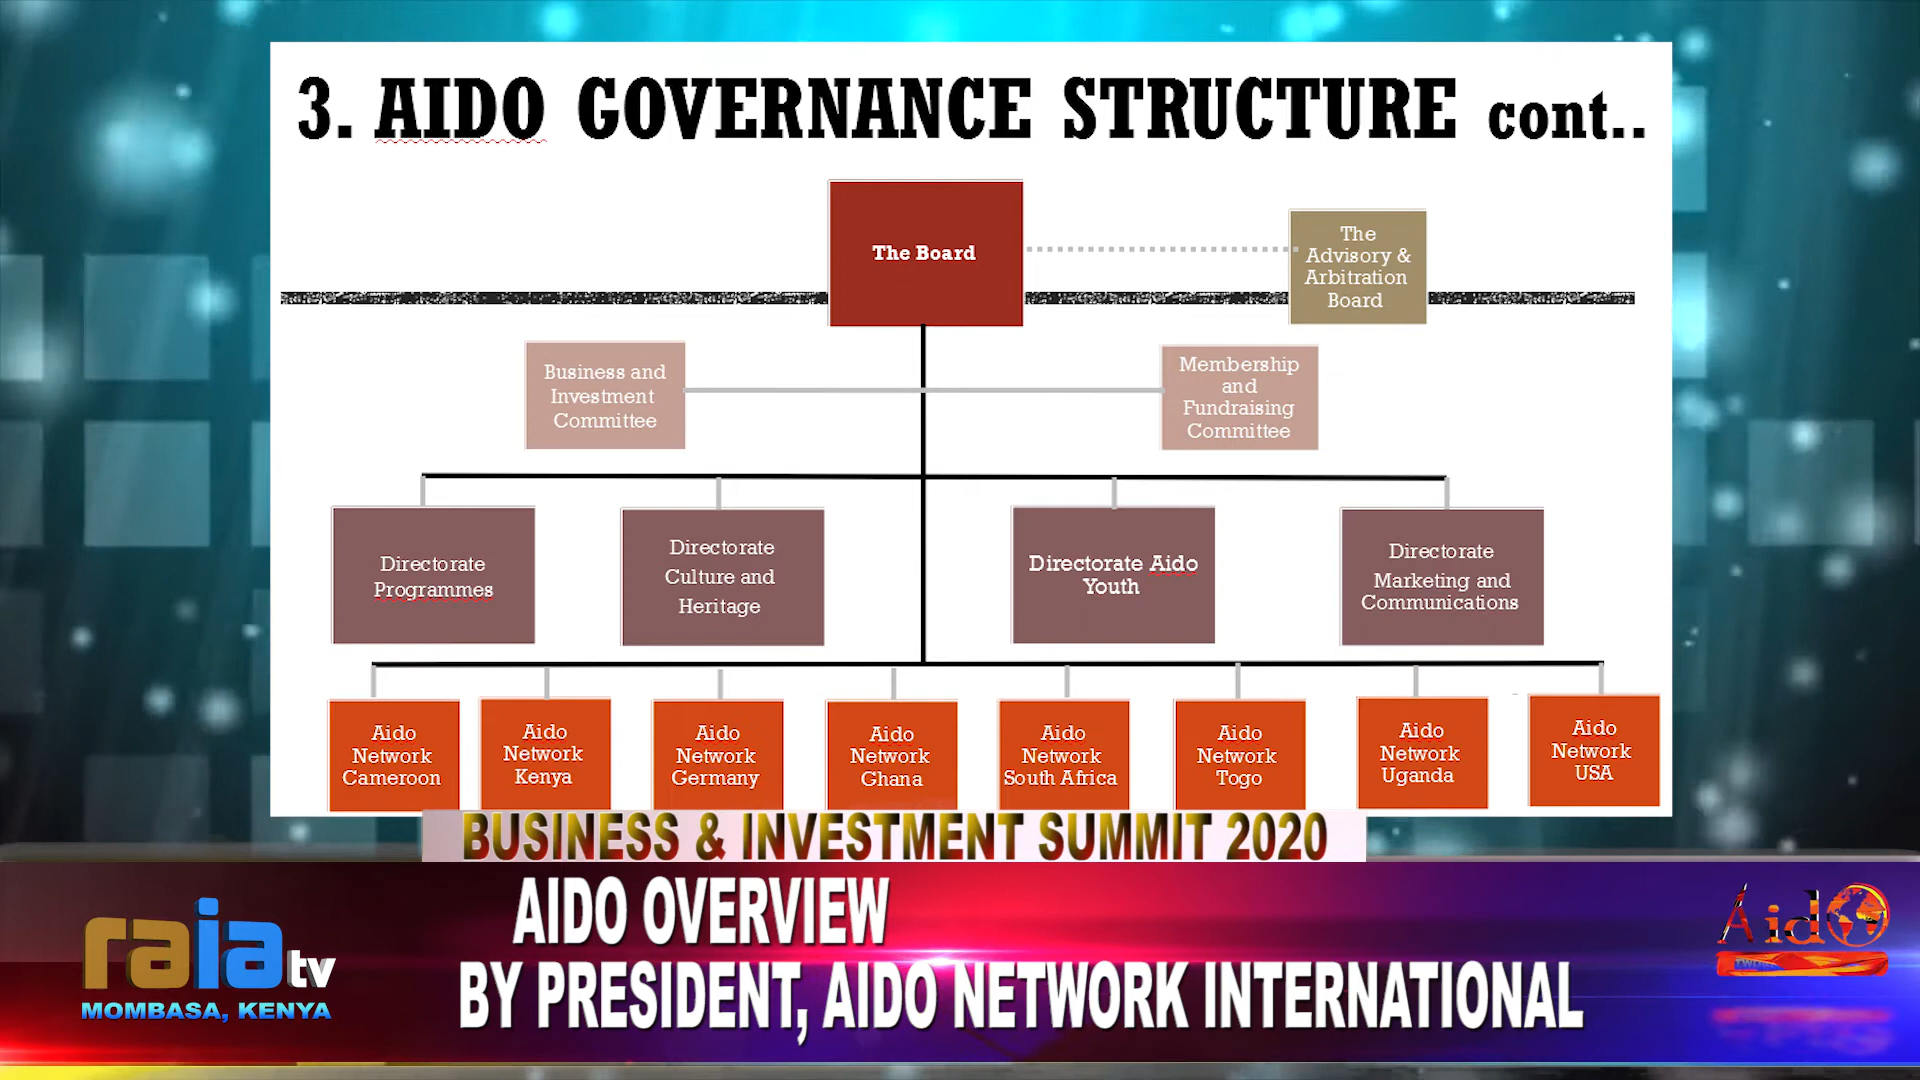 3. AIDO GOVERNANCE STRUCTURE cont..
The Board
The
Advisory &
Arbitration
Board
Business and
Investment
Committee
Membership
and
Fundraising
Committee
Directorate
Programmes
Directorate
Culture and
Heritage
Directorate Aido
Youth
Directorate
Marketing and
Communications
Aido
Network
Cameroon
Aido
Network
Kenya
Aido
Network
Germany
Aido
Network
Ghana
Aido
Network
South Africa
Aido
Network
Togo
Aido
Network
Uganda
Aido
Network
USA
BUSINESS & INVESTMENT SUMMIT 2020
AIDO OVERVIEW
BY PRESIDENT, AIDO NETWORK INTERNATIONAL
raia tv
MOMBASA, KENYA
Aido